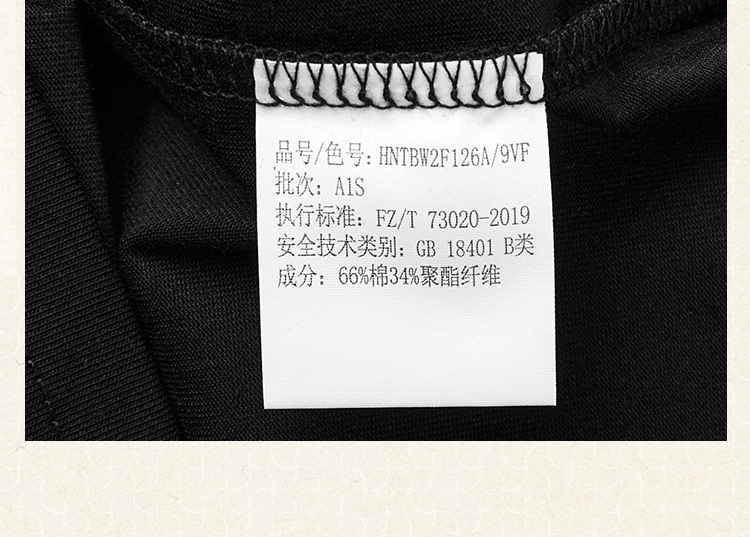 品号/色号: HNTBW2F126A/9VF
批次: A1S
执行标准: FZ/T 73020-2019
安全技术类别: GB 18401 B类
成分: 66%棉34%聚酯纤维